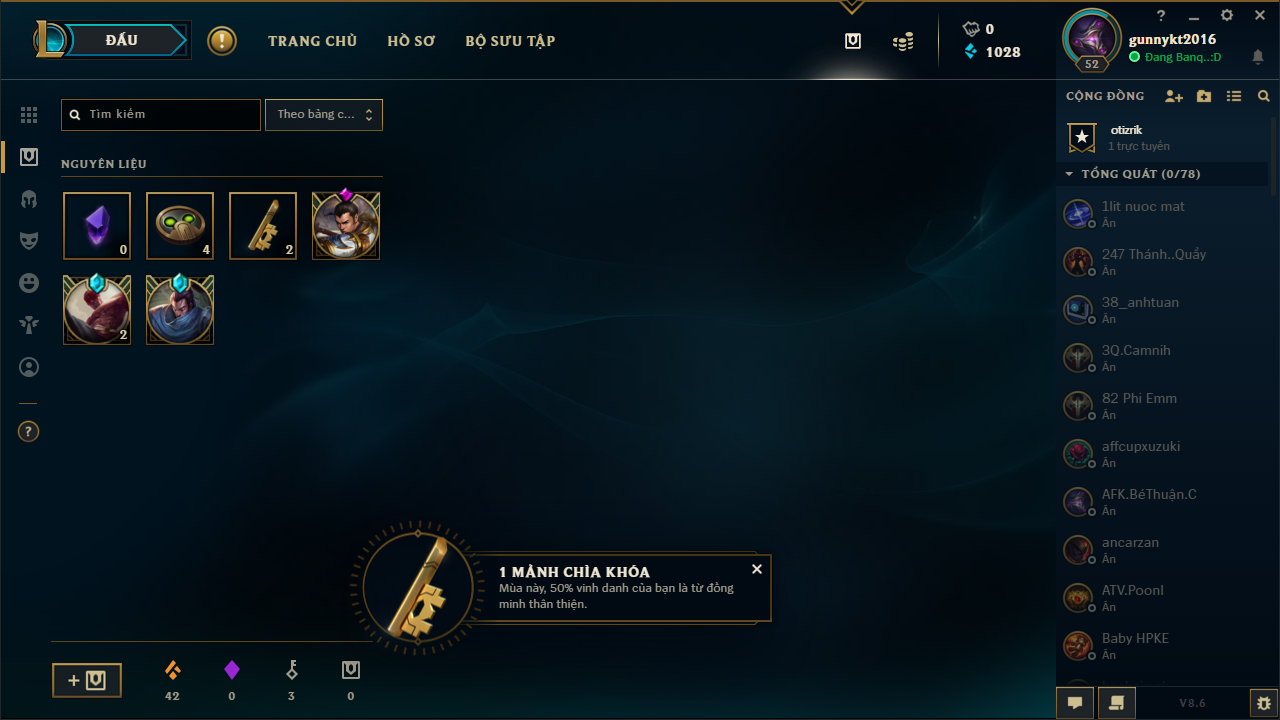 ĐẤU
TRANG CHỦ
HỒ SƠ
BỘ SƯU TẬP
0
1028
52
gunnykt2016
Đang Banq..:D
Tìm kiếm
Theo bảng c...
NGUYÊN LIỆU
0
4
2
2
1 MẢNH CHÌA KHÓA
Mùa này, 50% vinh danh của bạn là từ đồng
minh thân thiện.
42
0
3
0
CỘNG ĐỒNG
otizrik
1 trực tuyến
TỔNG QUÁT (0/78)
1lit nuoc mat
Ẩn
247 Thánh..Quẩy
Ẩn
38_anhtuan
Ẩn
3Q.Camnih
Ẩn
82 Phi Emm
Ẩn
affcupxuzuki
Ẩn
AFK.BéThuận.C
Ẩn
ancarzan
Ẩn
ATV.Poonl
Ẩn
Baby HPKE
Ẩn
V8.6